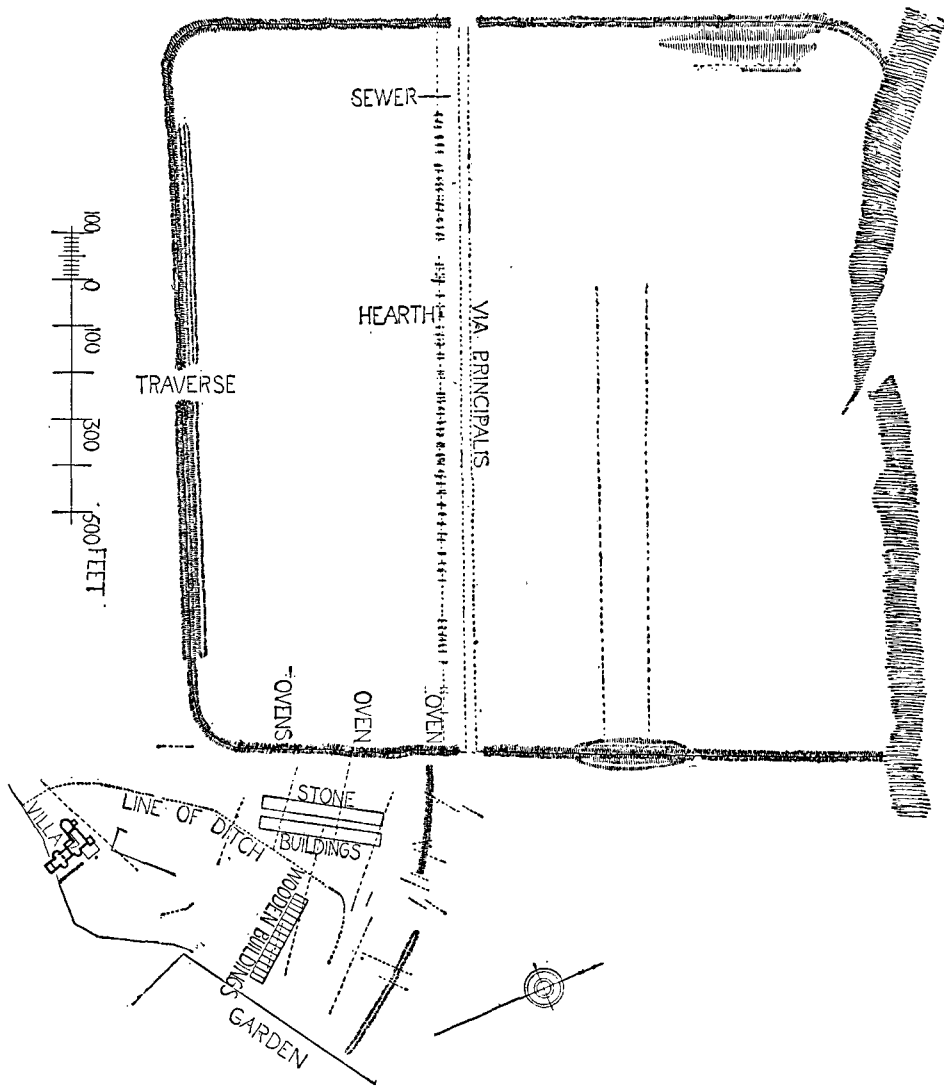 SEWER
HEARTH
VIA PRINCIPALIS
TRAVERSE
100
0
100
300
500 FEET
OVENS
OVEN
OVEN
STONE
BUILDINGS
LINE OF DITCH
VILLA
WOODEN BUILDINGS
GARDEN